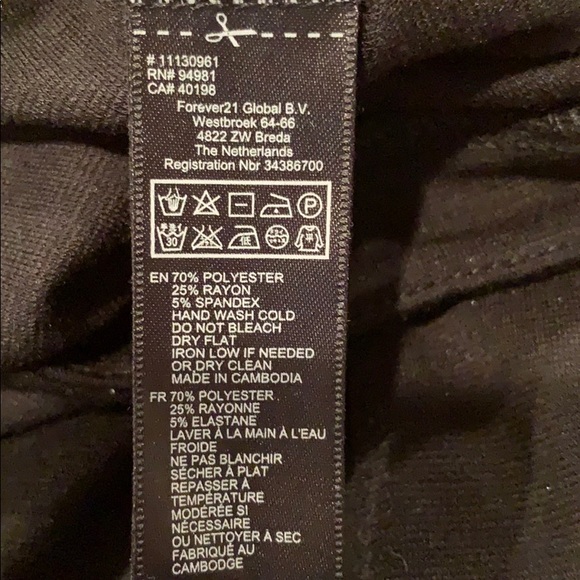 # 11130961
RN# 94981
CA# 40198
Forever21 Global B.V.
Westbroek 64-66
4822 ZW Breda
The Netherlands
Registration Nbr 34386700
P
30 低
EN 70% POLYESTER
25% RAYON
5% SPANDEX
HAND WASH COLD
DO NOT BLEACH
DRY FLAT
IRON LOW IF NEEDED
OR DRY CLEAN
MADE IN CAMBODIA
FR 70% POLYESTER
25% RAYONNE
5% ELASTANE
LAVER À LA MAIN À L'EAU
FROIDE
NE PAS BLANCHIR
SÉCHER À PLAT
REPASSER À
TEMPÉRATURE
MODÉRÉE SI
NÉCESSAIRE
OU NETTOYER À SEC
FABRIQUÉ AU
CAMBODGE